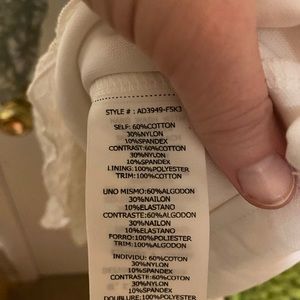 STYLE # : AD3949-F5K3
SELF: 60%COTTON
30%NYLON
10%SPANDEX
CONTRAST:60%COTTON
30%NYLON
10%SPANDEX
LINING:100%POLYESTER
TRIM:100%COTTON
UNO MISMO:60%ALGODON
30%NAILON
10%ELASTANO
CONTRASTE:60%ALGODON
30%NAILON
10%ELASTANO
FORRO:100%POLIESTER
TRIM:100%ALGODON
INDIVIDU : 60%COTON
30%NYLON
10%SPANDEX
CONTRASTE:60%COTON
30%NYLON
10%SPANDEX
DOUBLURE:100%POLYESTER